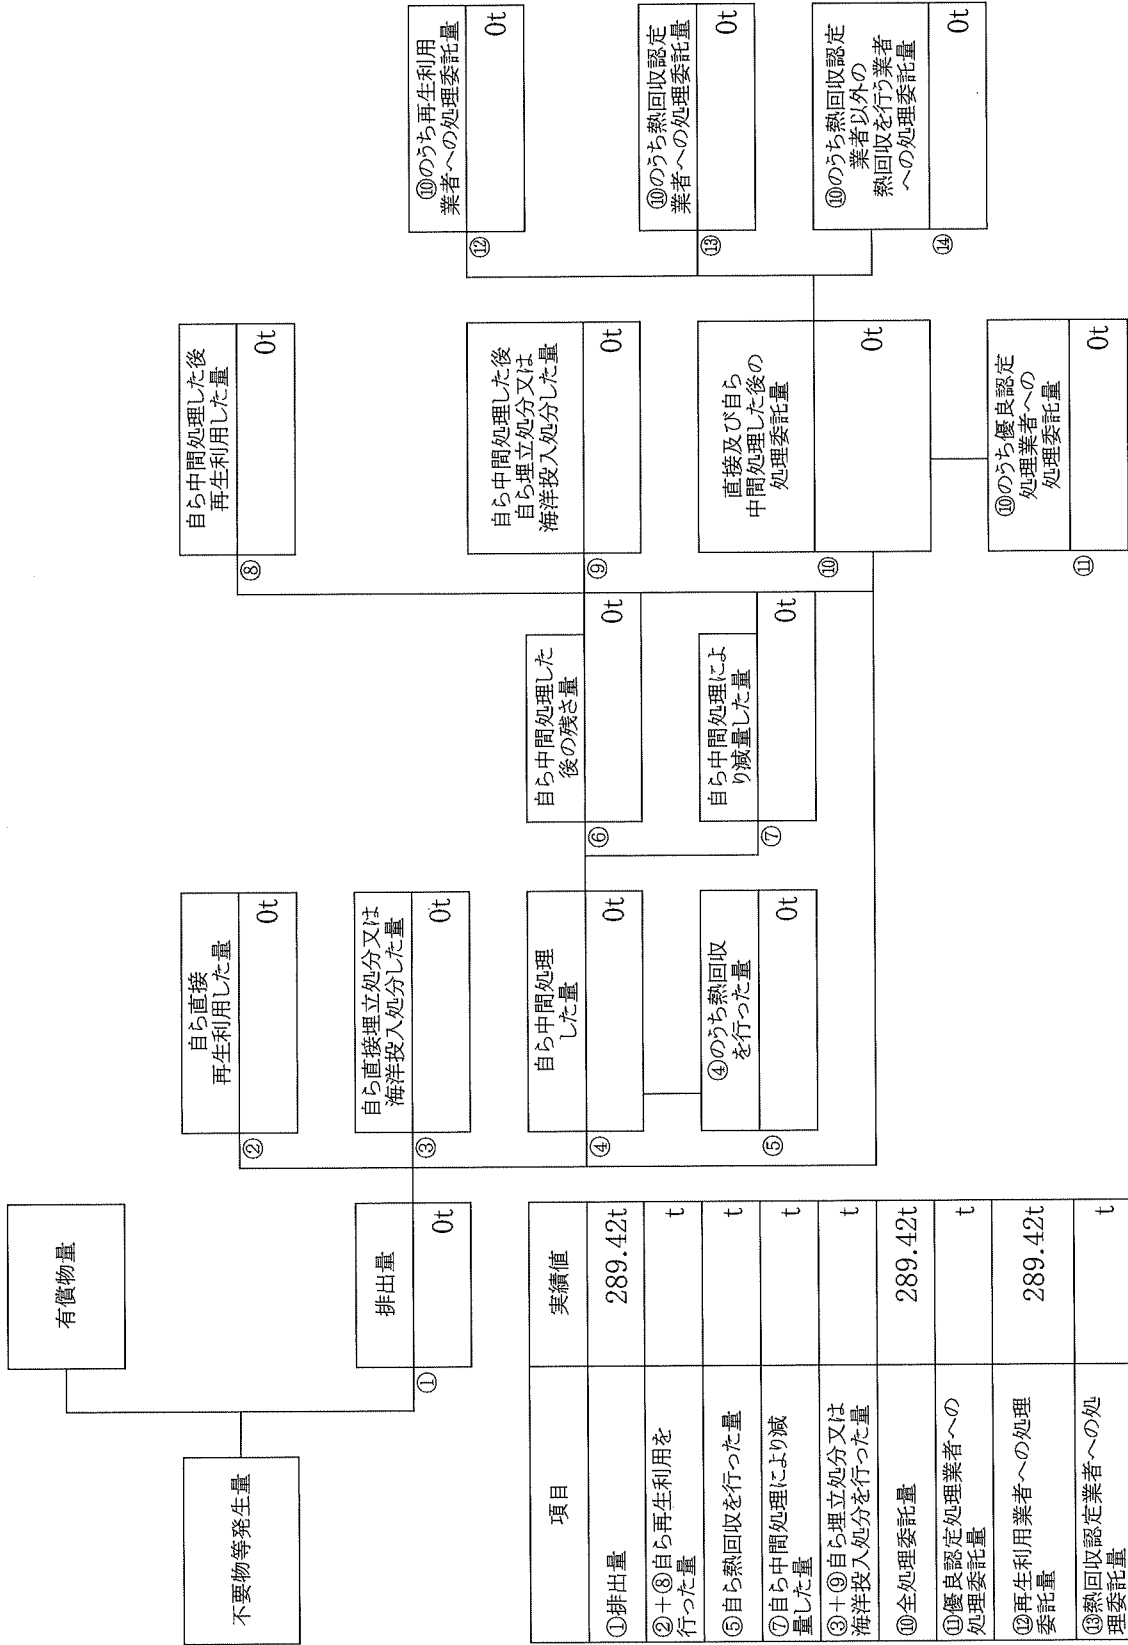 有償物量
不要物等発生量
排出量
①
0t
自ら直接
再生利用した量
②
0t
自ら直接埋立処分又は
海洋投入処分した量
③
0t
自ら中間処理
した量
④
0t
④のうち熱回収
を行った量
⑤
0t
自ら中間処理した
後の残さ量
⑥
0t
自ら中間処理によ
り減量した量
⑦
0t
自ら中間処理した後
再生利用した量
⑧
0t
自ら中間処理した後
自ら埋立処分又は
海洋投入処分した量
⑨
0t
直接及び自ら
中間処理した後の
処理委託量
⑩
0t
⑩のうち優良認定
処理業者への
処理委託量
⑪
0t
⑩のうち再生利用
業者への処理委託量
⑫
0t
⑩のうち熱回収認定
業者への処理委託量
⑬
0t
⑩のうち熱回収認定
業者以外の
熱回収を行う業者
への処理委託量
⑭
0t
項目 実績値
①排出量 289.42t
②+⑧自ら再生利用を
行った量 t
⑤自ら熱回収を行った量 t
⑦自ら中間処理により減
量した量 t
③+⑨自ら埋立処分又は
海洋投入処分を行った量 t
⑩全処理委託量 289.42t
⑪優良認定処理業者への
処理委託量 t
⑫再生利用業者への処理
委託量 289.42t
⑬熱回収認定業者への処
理委託量 t